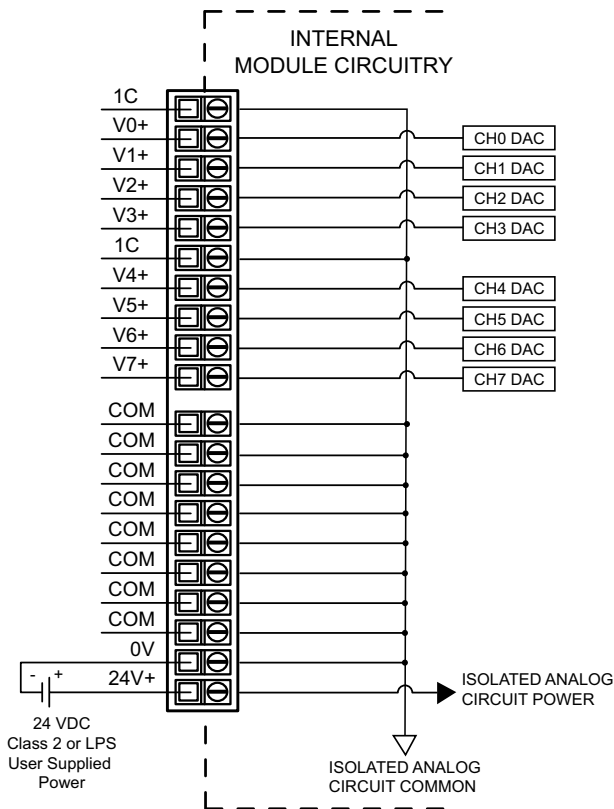 INTERNAL
MODULE CIRCUITRY
1C
V0+
CH0 DAC
V1+
CH1 DAC
V2+
CH2 DAC
V3+
CH3 DAC
1C
V4+
CH4 DAC
V5+
CH5 DAC
V6+
CH6 DAC
V7+
CH7 DAC
COM
COM
COM
COM
COM
COM
COM
COM
0V
- +
24V+
ISOLATED ANALOG
CIRCUIT POWER
24 VDC
Class 2 or LPS
User Supplied
Power
ISOLATED ANALOG
CIRCUIT COMMON